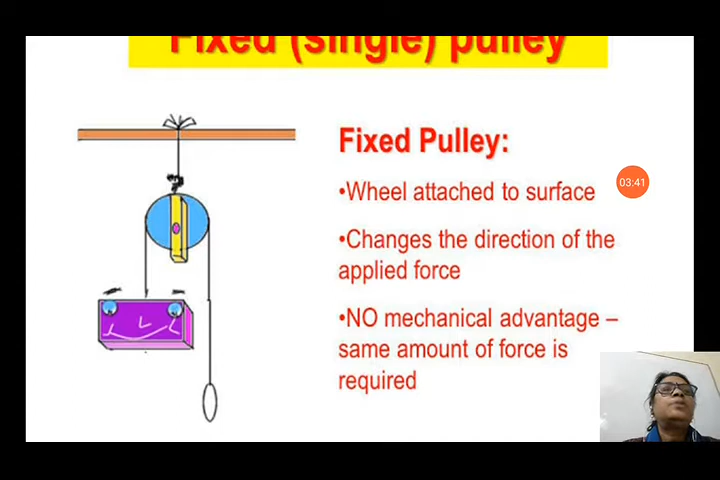 Fixed (single) pulley
Fixed Pulley:
•Wheel attached to surface
03:41
•Changes the direction of the
applied force
•NO mechanical advantage –
same amount of force is
required